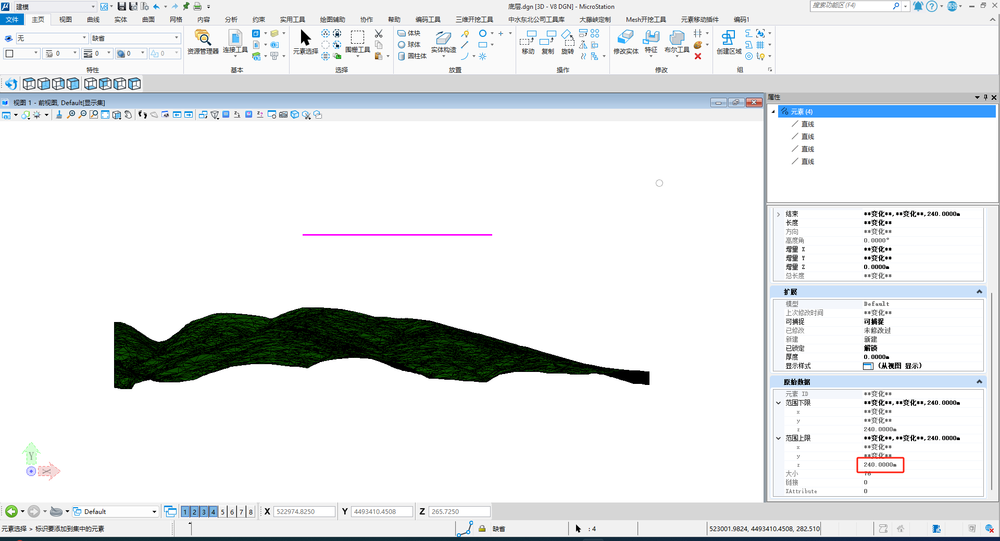 建模
底层.dgn [3D - V8 DGN] - MicroStation
搜索功能区 (F4)
文件 主页 视图 曲线 实体 曲面 网格 内容 分析 约束 实用工具 绘图辅助 协作 帮助 编码工具 三维开挖工具 中水东北公司工具库 大藤峡定制 Mesh开挖工具 元素移动插件 编码1
无 缺省
0 0 0 0
特性
资源管理器 连接工具
基本
元素选择 围栅工具
选择
体块
球体
圆柱体
实体构造
放置
移动 复制 旋转
操作
修改实体 特征 布尔工具
修改
创建区域
组
视图 1 - 前视图, Default[显示集]
Y
属性
元素 (4)
直线
直线
直线
直线
结束 **变化**,**变化**,240.0000m
长度 **变化**
方向 **变化**
高度角 0.0000°
增量 X **变化**
增量 Y **变化**
增量 Z 0.0000m
总长度 **变化**
扩展
模型 Default
上次修改时间 **变化**
可捕捉 可捕捉
已修改 未修改过
新建 新建
已锁定 解锁
厚度 0.0000m
显示样式 (从视图 显示)
原始数据
元素 ID **变化**
范围下限 **变化**,**变化**,240.0000m
x **变化**
y **变化**
z 240.0000m
范围上限 **变化**,**变化**,240.0000m
x **变化**
y **变化**
z 240.0000m
大小 76
链接 0
XAttribute 0
Default 1 2 3 4 5 6 7 8 X 522974.8250 Y 4493410.4508 Z 265.7250
元素选择 > 标识要添加到集中的元素 缺省 : 4 523001.9824, 4493410.4508, 282.510